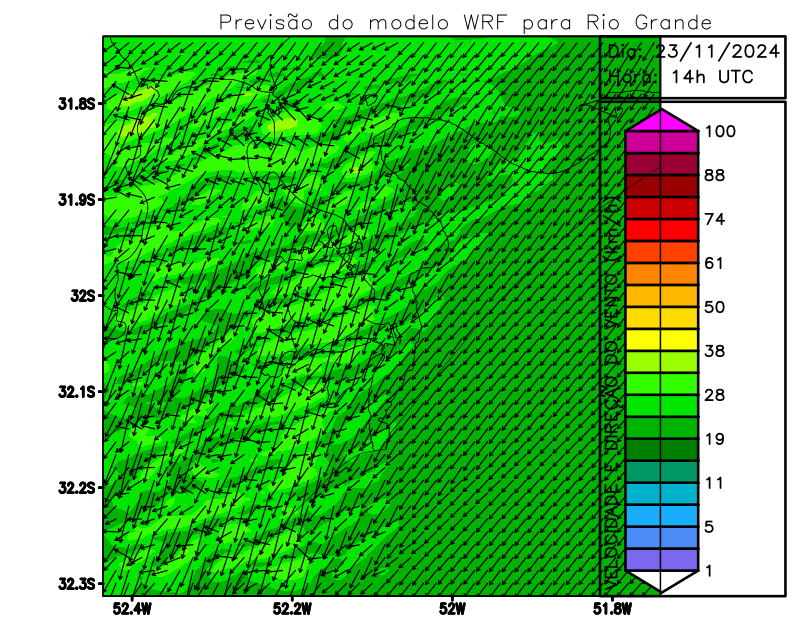 Previsão do modelo WRF para Rio Grande
Dia: 23/11/2024
Hora: 14h UTC
31.8S
31.9S
32S
32.1S
32.2S
32.3S
52.4W
52.2W
52W
51.8W
VELOCIDADE E DIREÇÃO DO VENTO (km/h)
100
88
74
61
50
38
28
19
11
5
1